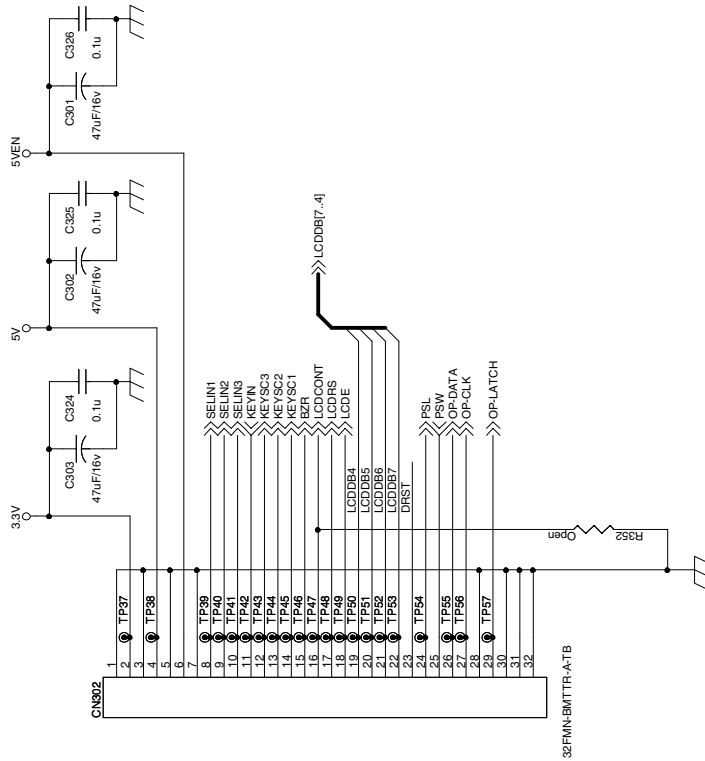 3.3V
C303
47uF/16v
C324
0.1u
5V
C302
47uF/16v
C325
0.1u
5VEN
C301
47uF/16v
C326
0.1u
CN302
1
2
3
4
5
6
7
8
9
10
11
12
13
14
15
16
17
18
19
20
21
22
23
24
25
26
27
28
29
30
31
32
TP37
TP38
TP39
TP40
TP41
TP42
TP43
TP44
TP45
TP46
TP47
TP48
TP49
TP50
TP51
TP52
TP53
TP54
TP55
TP56
TP57
SELIN1
SELIN2
SELIN3
KEYIN
KEYSC3
KEYSC2
KEYSC1
BZR
LCDCONT
LCDRS
LCDE
LCDDB4
LCDDB5
LCDDB6
LCDDB7
DRST
LCDDB[7..4]
PSL
PSW
OP-DATA
OP-CLK
OP-LATCH
Open
R352
32FMN-BMTTR-A-TB